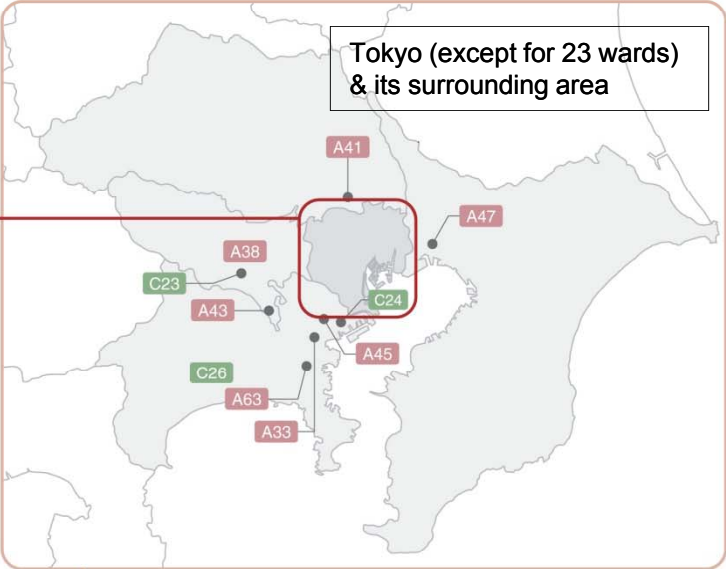 Tokyo (except for 23 wards)
& its surrounding area
A41
A47
A38
C23
C24
A43
A45
C26
A63
A33